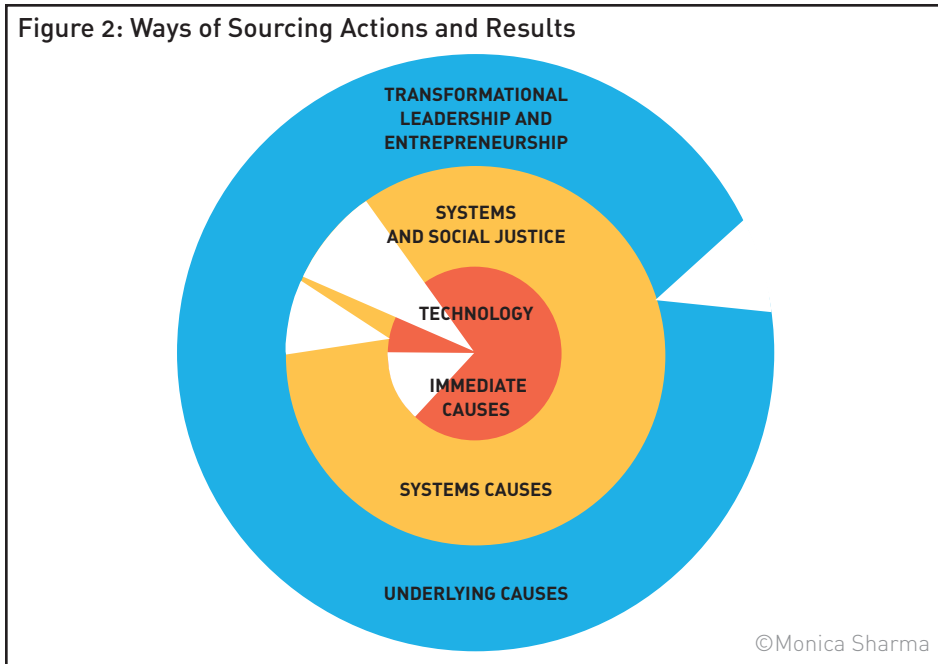 Figure 2: Ways of Sourcing Actions and Results
TRANSFORMATIONAL
LEADERSHIP AND
ENTREPRENEURSHIP
SYSTEMS
AND SOCIAL JUSTICE
TECHNOLOGY
IMMEDIATE
CAUSES
SYSTEMS CAUSES
UNDERLYING CAUSES
©Monica Sharma